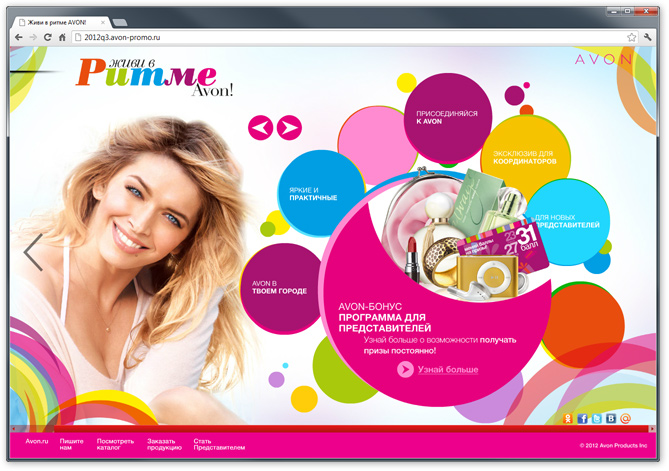 Живи в ритме AVON!
2012q3.avon-promo.ru
живи в
Ритме
Avon!
AVON
ПРИСОЕДИНЯЙСЯ
К AVON
ЭКСКЛЮЗИВ ДЛЯ
КООРДИНАТОРОВ
ЯРКИЕ И
ПРАКТИЧНЫЕ
ДЛЯ НОВЫХ
ПРЕДСТАВИТЕЛЕЙ
23 31
27 балл
AVON В
ТВОЕМ ГОРОДЕ
AVON-БОНУС
ПРОГРАММА ДЛЯ
ПРЕДСТАВИТЕЛЕЙ
Узнай больше о возможности получать
призы постоянно!
Узнай больше
Avon.ru
Пишите
нам
Посмотреть
каталог
Заказать
продукцию
Стать
Представителем
© 2012 Avon Products Inc